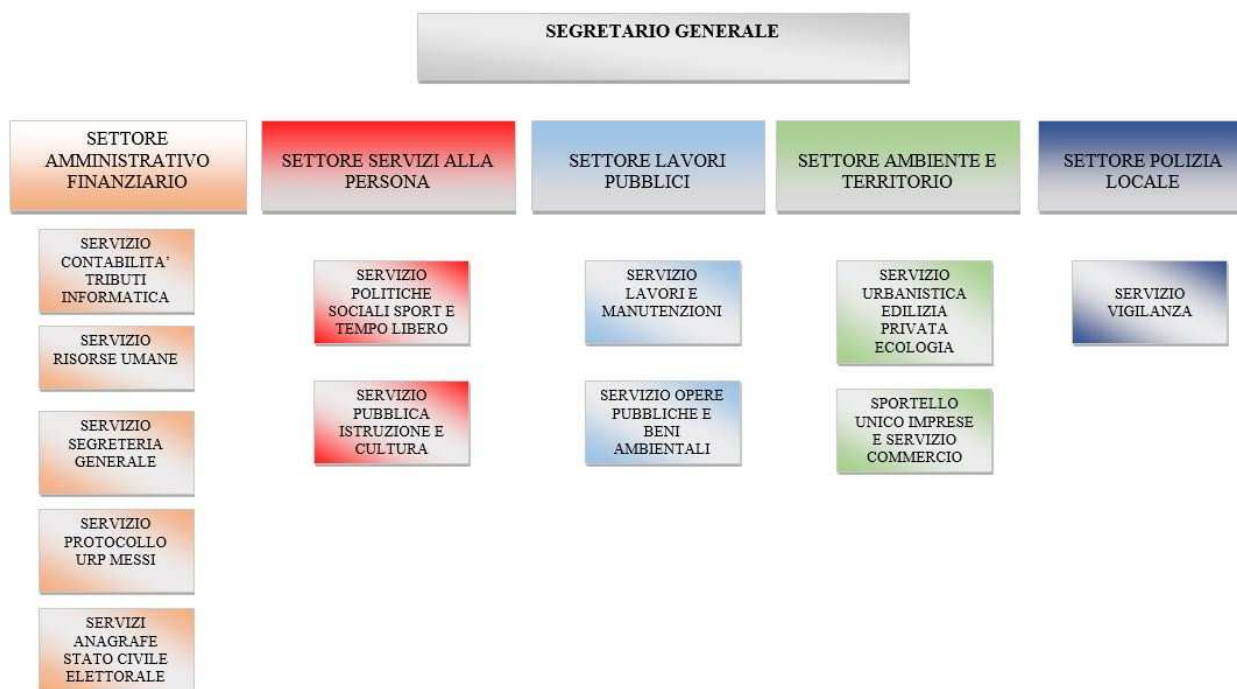 SEGRETARIO GENERALE
SETTORE
AMMINISTRATIVO
FINANZIARIO
SERVIZIO
CONTABILITA’
TRIBUTI
INFORMATICA
SERVIZIO
RISORSE UMANE
SERVIZIO
SEGRETERIA
GENERALE
SERVIZIO
PROTOCOLLO
URP MESSI
SERVIZI
ANAGRAFE
STATO CIVILE
ELETTORALE
SETTORE SERVIZI ALLA
PERSONA
SERVIZIO
POLITICHE
SOCIALI SPORT E
TEMPO LIBERO
SERVIZIO
PUBBLICA
ISTRUZIONE E
CULTURA
SETTORE LAVORI
PUBBLICI
SERVIZIO
LAVORI E
MANUTENZIONI
SERVIZIO OPERE
PUBBLICHE E
BENI
AMBIENTALI
SETTORE AMBIENTE E
TERRITORIO
SERVIZIO
URBANISTICA
EDILIZIA
PRIVATA
ECOLOGIA
SPORTELLO
UNICO IMPRESE
E SERVIZIO
COMMERCIO
SETTORE POLIZIA
LOCALE
SERVIZIO
VIGILANZA